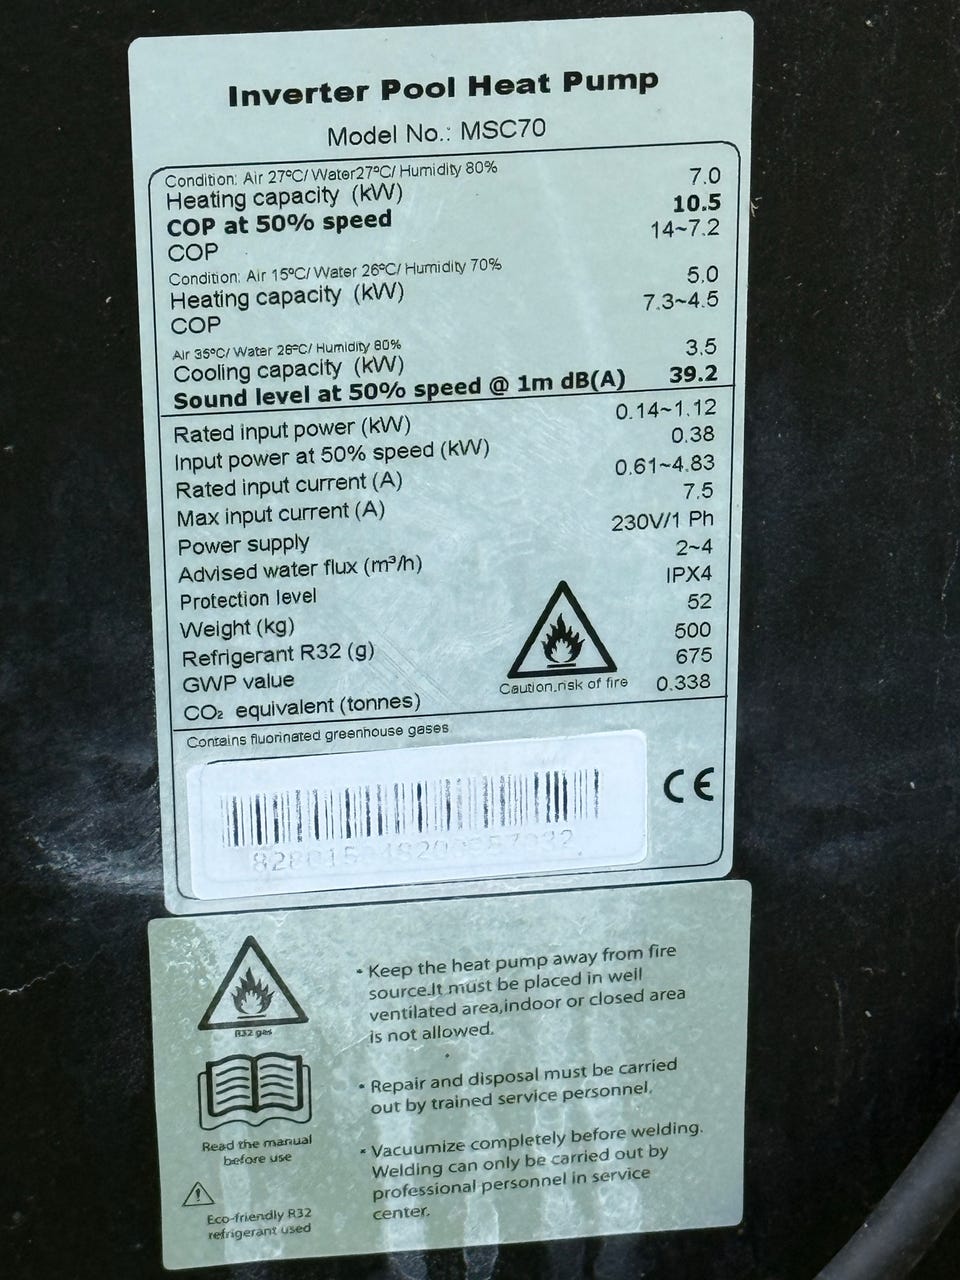 Inverter Pool Heat Pump
Model No.: MSC70
Condition: Air 27ºC/ Water27ºC/ Humidity 80%
Heating capacity (kW) 7.0
COP at 50% speed 10.5
COP 14~7.2
Condition: Air 15ºC/ Water 26ºC/ Humidity 70%
Heating capacity (kW) 5.0
COP 7.3~4.5
Air 35ºC/ Water 26ºC/ Humidity 80%
Cooling capacity (kW) 3.5
Sound level at 50% speed @ 1m dB(A) 39.2
Rated input power (kW) 0.14~1.12
Input power at 50% speed (kW) 0.38
Rated input current (A) 0.61~4.83
Max input current (A) 7.5
Power supply 230V/1 Ph
Advised water flux (m³/h) 2~4
Protection level IPX4
Weight (kg) 52
Refrigerant R32 (g) 500
GWP value 675
CO₂ equivalent (tonnes) 0.338
Caution,risk of fire
Contains fluorinated greenhouse gases
CE
R32 gas
Read the manual
before use
Eco-friendly R32
refrigerant used
• Keep the heat pump away from fire
source.It must be placed in well
ventilated area,indoor or closed area
is not allowed.
• Repair and disposal must be carried
out by trained service personnel.
• Vacuumize completely before welding.
Welding can only be carried out by
professional personnel in service
center.